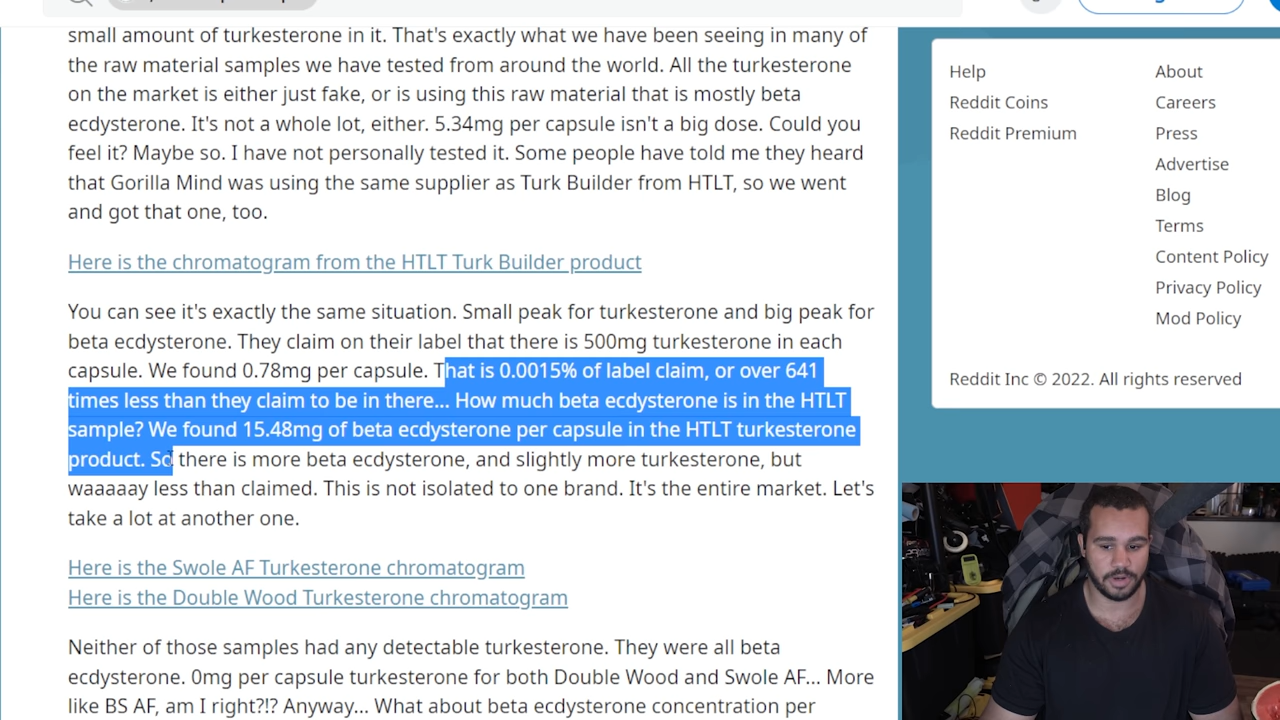 small amount of turkesterone in it. That's exactly what we have been seeing in many of
the raw material samples we have tested from around the world. All the turkesterone
on the market is either just fake, or is using this raw material that is mostly beta
ecdysterone. It's not a whole lot, either. 5.34mg per capsule isn't a big dose. Could you
feel it? Maybe so. I have not personally tested it. Some people have told me they heard
that Gorilla Mind was using the same supplier as Turk Builder from HTLT, so we went
and got that one, too.
Here is the chromatogram from the HTLT Turk Builder product
You can see it's exactly the same situation. Small peak for turkesterone and big peak for
beta ecdysterone. They claim on their label that there is 500mg turkesterone in each
capsule. We found 0.78mg per capsule. That is 0.0015% of label claim, or over 641
times less than they claim to be in there... How much beta ecdysterone is in the HTLT
sample? We found 15.48mg of beta ecdysterone per capsule in the HTLT turkesterone
product. So there is more beta ecdysterone, and slightly more turkesterone, but
waaaaay less than claimed. This is not isolated to one brand. It's the entire market. Let's
take a lot at another one.
Here is the Swole AF Turkesterone chromatogram
Here is the Double Wood Turkesterone chromatogram
Neither of those samples had any detectable turkesterone. They were all beta
ecdysterone. 0mg per capsule turkesterone for both Double Wood and Swole AF... More
like BS AF, am I right?!? Anyway... What about beta ecdysterone concentration per
Help
Reddit Coins
Reddit Premium
About
Careers
Press
Advertise
Blog
Terms
Content Policy
Privacy Policy
Mod Policy
Reddit Inc © 2022. All rights reserved